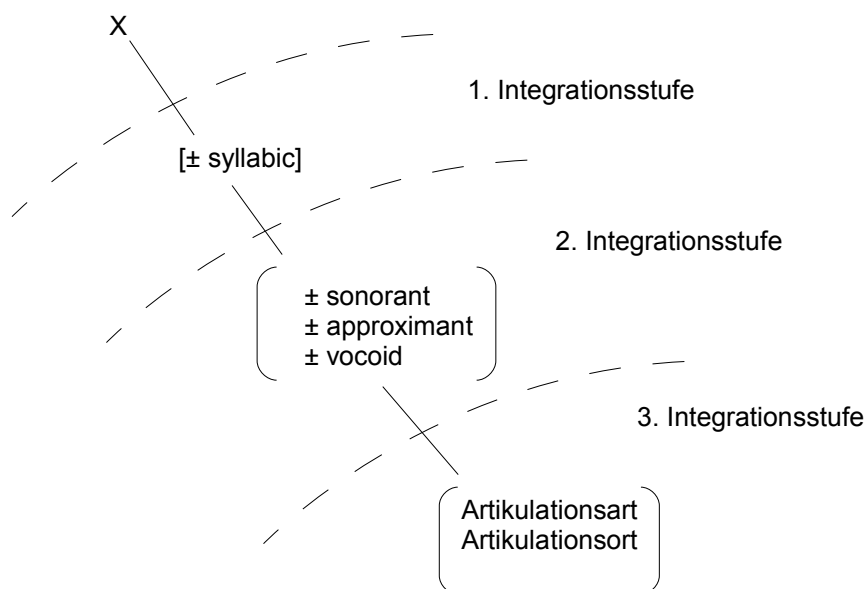 X
1. Integrationsstufe
[± syllabic]
2. Integrationsstufe
± sonorant
± approximant
± vocoid
3. Integrationsstufe
Artikulationsart
Artikulationsort